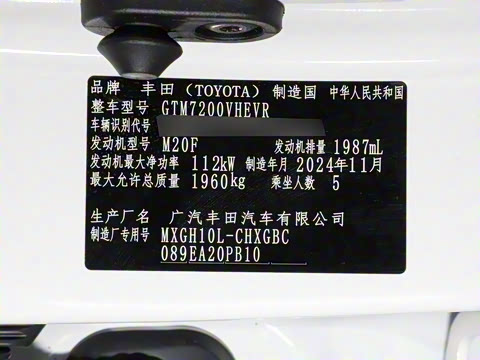 品牌 丰田（TOYOTA）制造国 中华人民共和国
整车型号 GTM7200VHEVR
车辆识别代号
发动机型号 M20F 发动机排量 1987mL
发动机最大净功率 112kW 制造年月 2024年11月
最大允许总质量 1960kg 乘坐人数 5
生产厂名 广汽丰田汽车有限公司
制造厂专用号 MXGH10L-CHXGBC
089EA20PB10